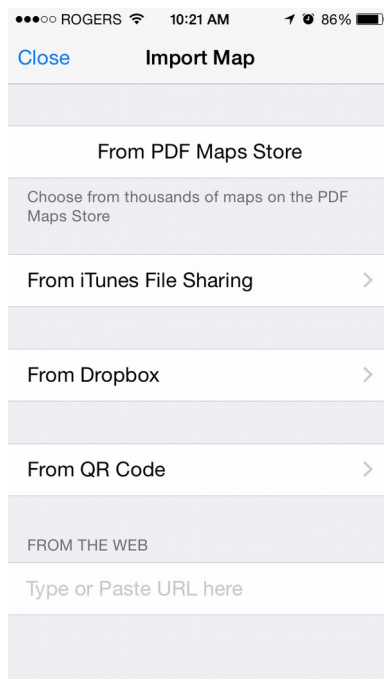 ROGERS 10:21 AM 86%
Close Import Map
From PDF Maps Store
Choose from thousands of maps on the PDF
Maps Store
From iTunes File Sharing
From Dropbox
From QR Code
FROM THE WEB
Type or Paste URL here